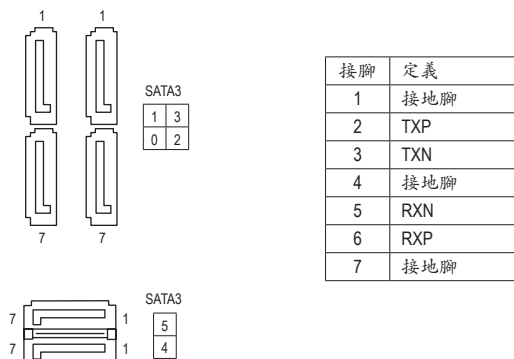 1 1
SATA3
1 3
0 2
7 7
SATA3
7 1 5
7 1 4
接腳 定義
1 接地腳
2 TXP
3 TXN
4 接地腳
5 RXN
6 RXP
7 接地腳